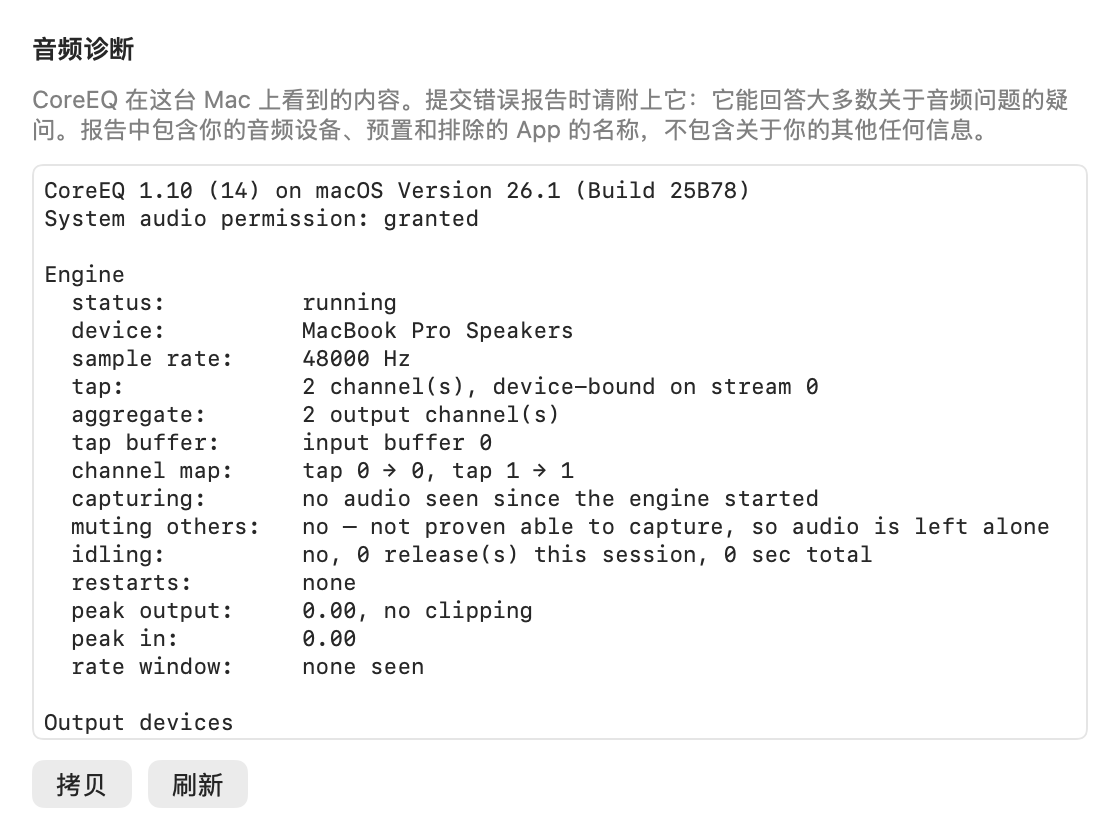 音频诊断
CoreEQ 在这台 Mac 上看到的内容。提交错误报告时请附上它：它能回答大多数关于音频问题的疑
问。报告中包含你的音频设备、预置和排除的 App 的名称，不包含关于你的其他任何信息。
CoreEQ 1.10 (14) on macOS Version 26.1 (Build 25B78)
System audio permission: granted
Engine
status: running
device: MacBook Pro Speakers
sample rate: 48000 Hz
tap: 2 channel(s), device-bound on stream 0
aggregate: 2 output channel(s)
tap buffer: input buffer 0
channel map: tap 0 → 0, tap 1 → 1
capturing: no audio seen since the engine started
muting others: no — not proven able to capture, so audio is left alone
idling: no, 0 release(s) this session, 0 sec total
restarts: none
peak output: 0.00, no clipping
peak in: 0.00
rate window: none seen
Output devices
拷贝 刷新